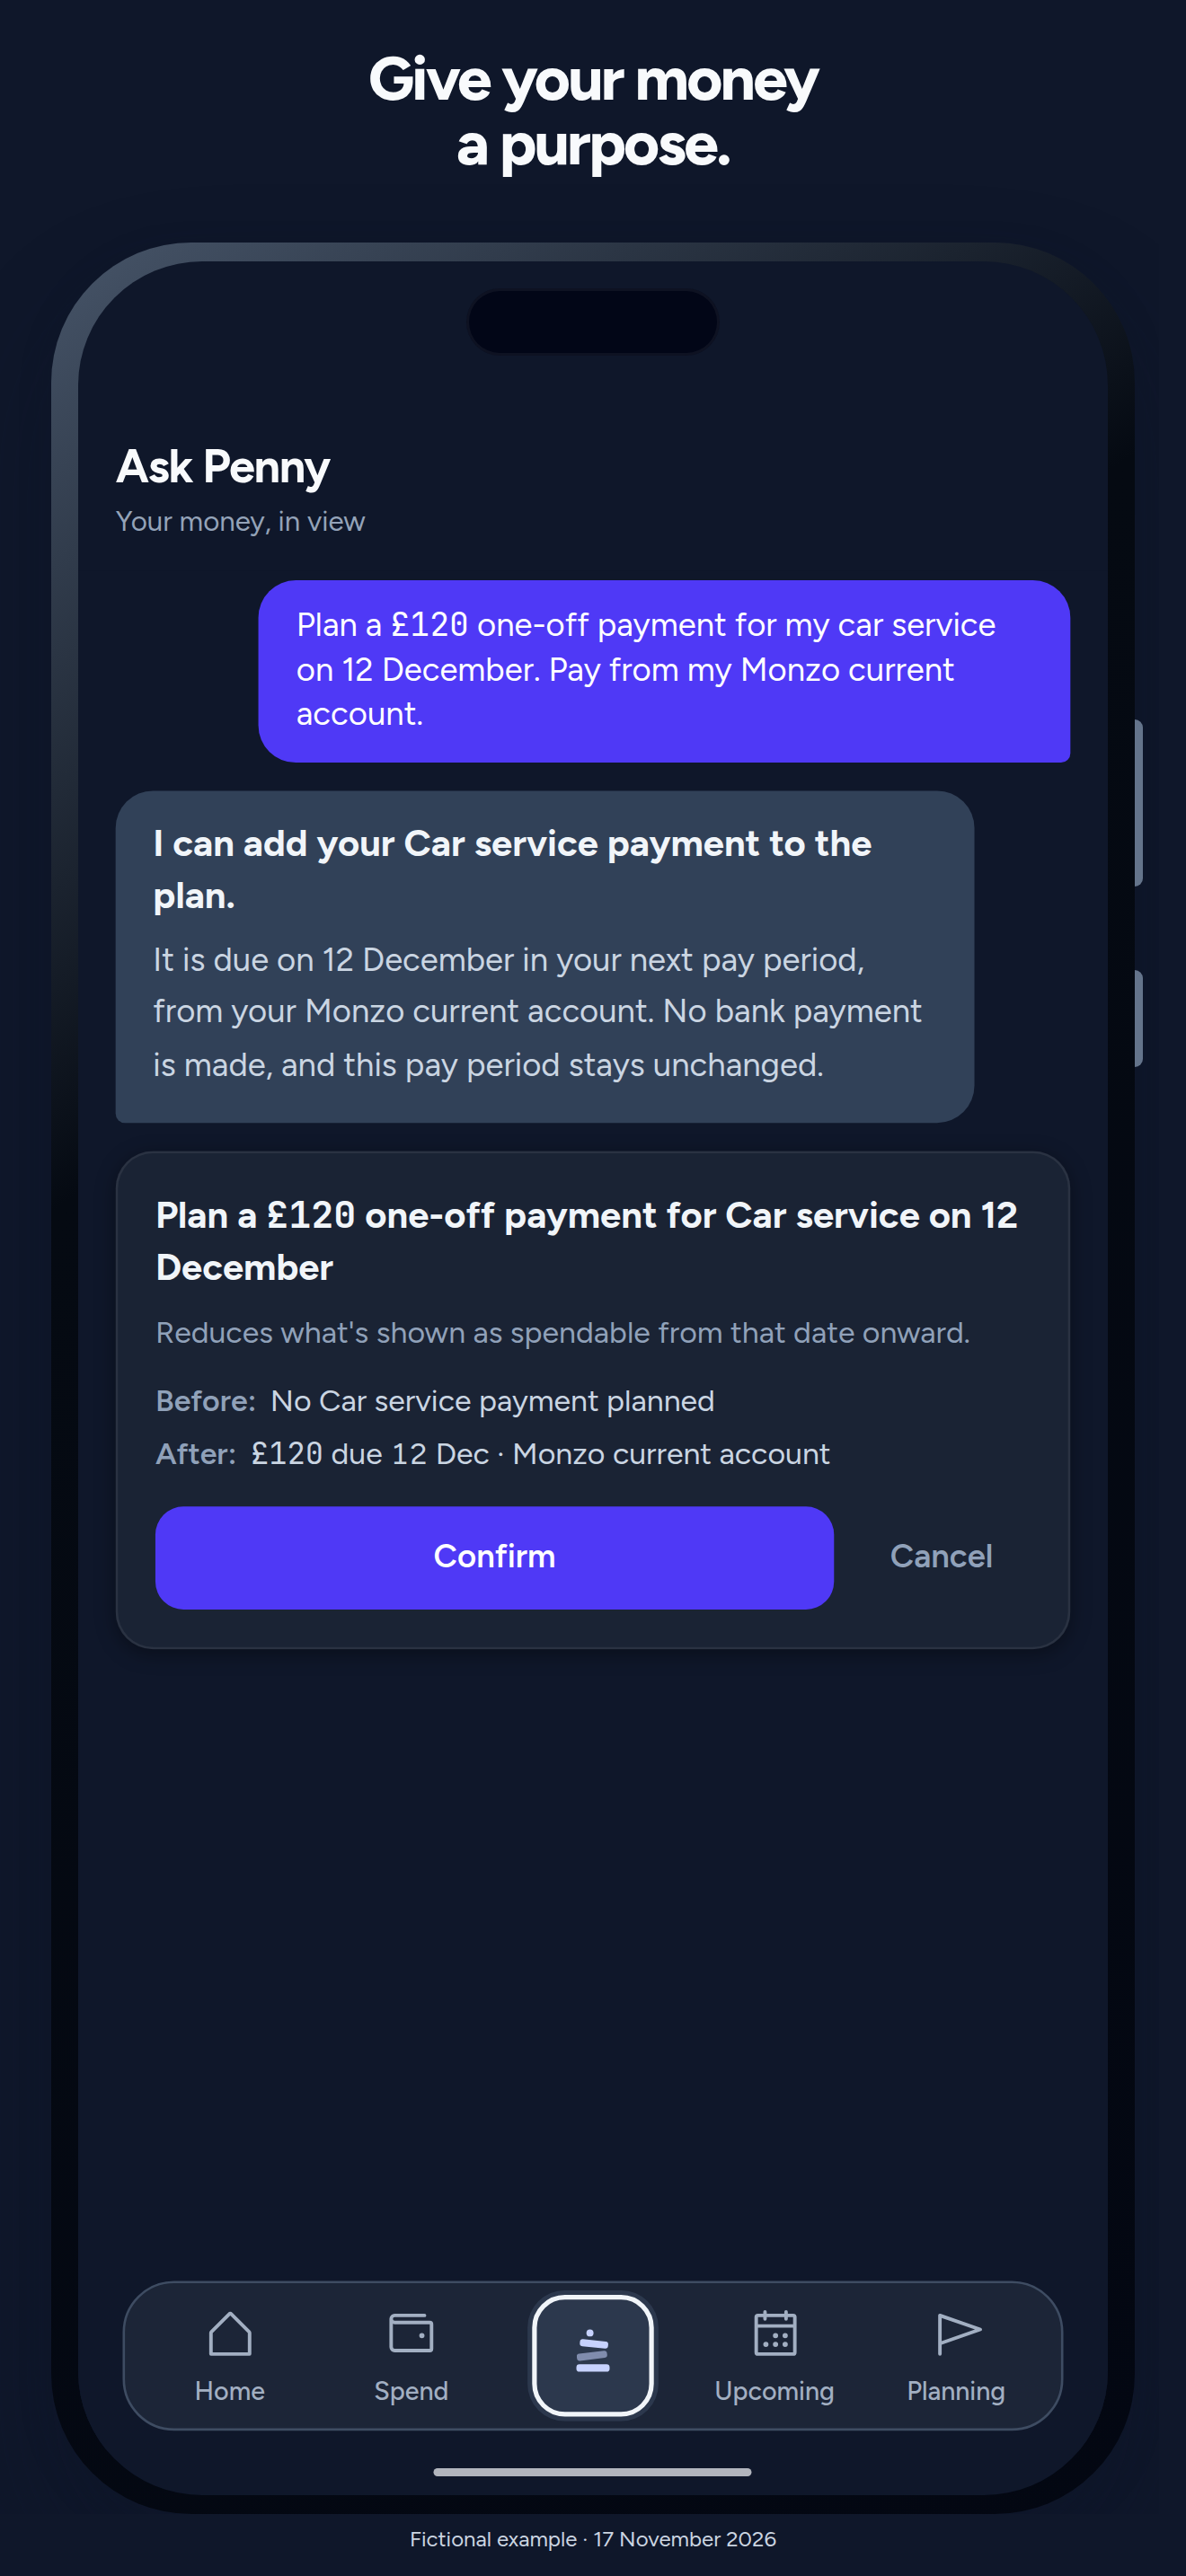 Give your money
a purpose.
Ask Penny
Your money, in view
Plan a £120 one-off payment for my car service
on 12 December. Pay from my Monzo current
account.
I can add your Car service payment to the
plan.
It is due on 12 December in your next pay period,
from your Monzo current account. No bank payment
is made, and this pay period stays unchanged.
Plan a £120 one-off payment for Car service on 12
December
Reduces what's shown as spendable from that date onward.
Before: No Car service payment planned
After: £120 due 12 Dec · Monzo current account
Confirm
Cancel
Home
Spend
Upcoming
Planning
Fictional example · 17 November 2026